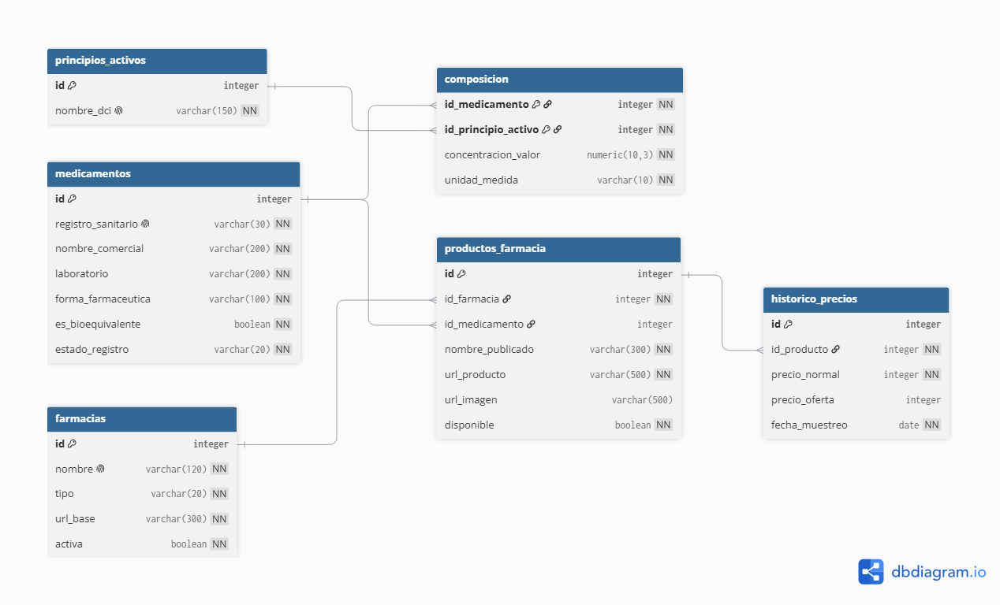 principios_activos
id integer
nombre_dci varchar(150) NN
medicamentos
id integer
registro_sanitario varchar(30) NN
nombre_comercial varchar(200) NN
laboratorio varchar(200) NN
forma_farmaceutica varchar(100) NN
es_bioequivalente boolean NN
estado_registro varchar(20) NN
farmacias
id integer
nombre varchar(120) NN
tipo varchar(20) NN
url_base varchar(300) NN
activa boolean NN
composicion
id_medicamento integer NN
id_principio_activo integer NN
concentracion_valor numeric(10,3) NN
unidad_medida varchar(10) NN
productos_farmacia
id integer
id_farmacia integer NN
id_medicamento integer
nombre_publicado varchar(300) NN
url_producto varchar(500) NN
url_imagen varchar(500)
disponible boolean NN
historico_precios
id integer
id_producto integer NN
precio_normal integer NN
precio_oferta integer
fecha_muestreo date NN
dbdiagram.io